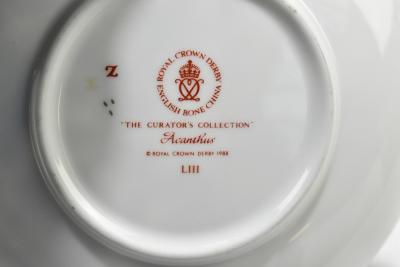 Z
ROYAL CROWN DERBY
ENGLISH BONE CHINA
"THE CURATOR'S COLLECTION"
Acanthus
© ROYAL CROWN DERBY 1988
LIII